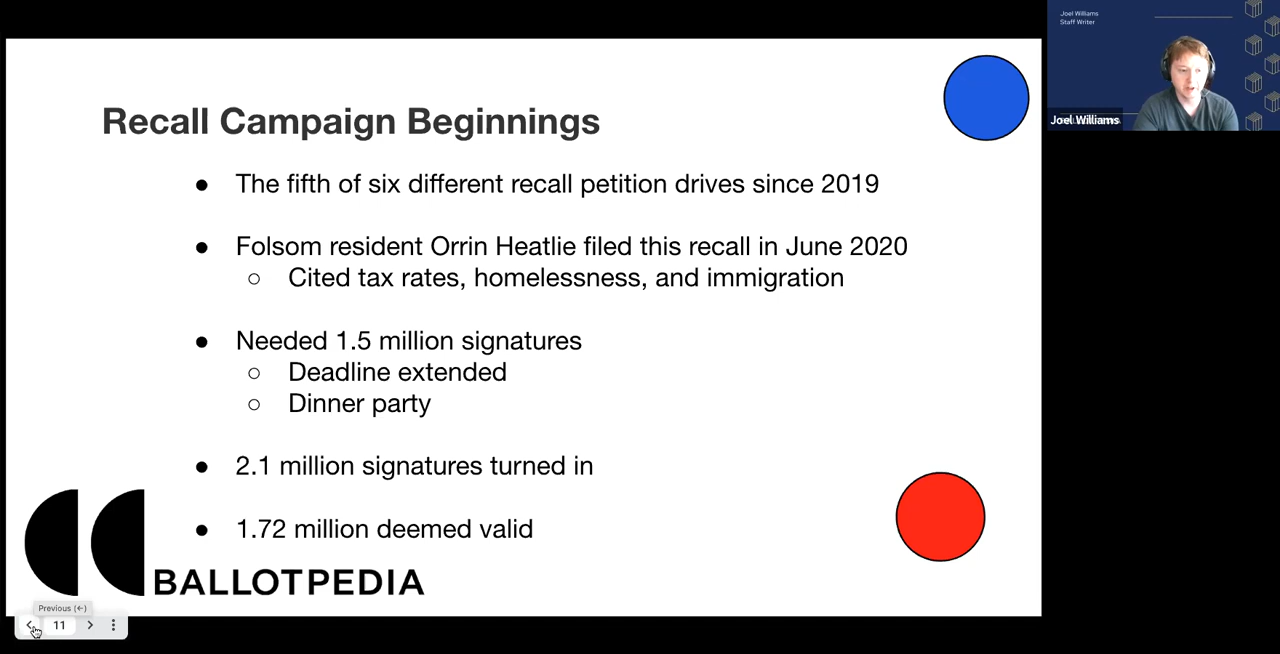 Recall Campaign Beginnings
● The fifth of six different recall petition drives since 2019
● Folsom resident Orrin Heatlie filed this recall in June 2020
○ Cited tax rates, homelessness, and immigration
● Needed 1.5 million signatures
○ Deadline extended
○ Dinner party
● 2.1 million signatures turned in
● 1.72 million deemed valid
BALLOTPEDIA
Previous (←)
11
Joel Williams
Staff Writer
Joel Williams